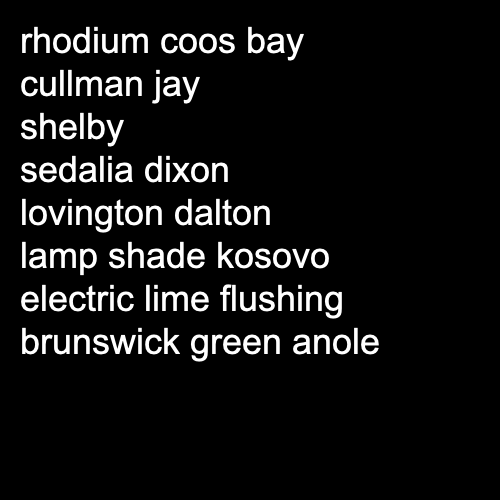 rhodium coos bay
cullman jay
shelby
sedalia dixon
lovington dalton
lamp shade kosovo
electric lime flushing
brunswick green anole